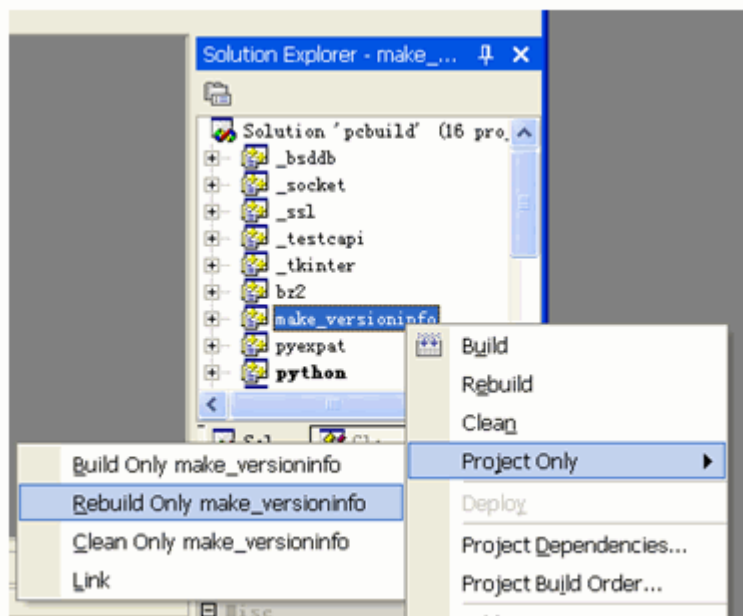 Solution Explorer - make_...
Solution 'pcbuild' (16 pro
_bsddb
_socket
_ssl
_testcapi
_tkinter
bz2
make_versioninfo
pyexpat
python
Build
Rebuild
Clean
Project Only
Deploy
Project Dependencies...
Project Build Order...
Build Only make_versioninfo
Rebuild Only make_versioninfo
Clean Only make_versioninfo
Link
Misc